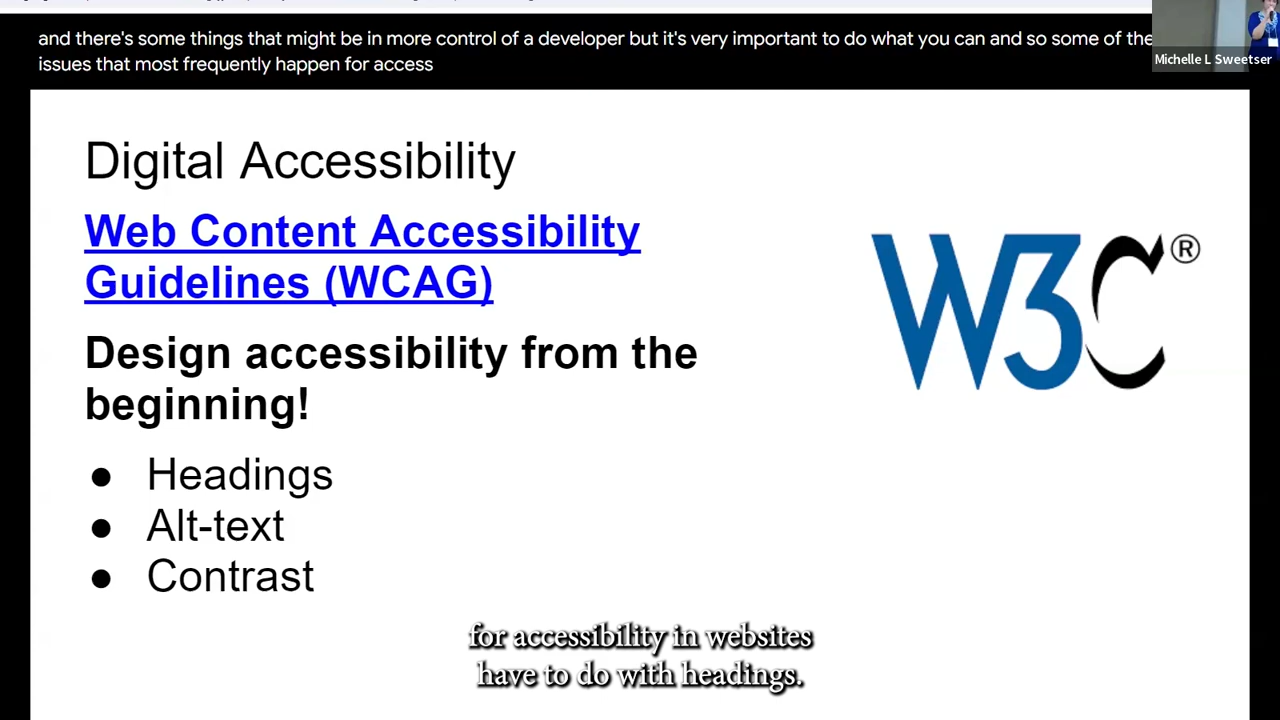 and there's some things that might be in more control of a developer but it's very important to do what you can and so some of the
issues that most frequently happen for access
Michelle L Sweetser
Digital Accessibility
Web Content Accessibility
Guidelines (WCAG)
W3C®
Design accessibility from the
beginning!
● Headings
● Alt-text
● Contrast
for accessibility in websites
have to do with headings.